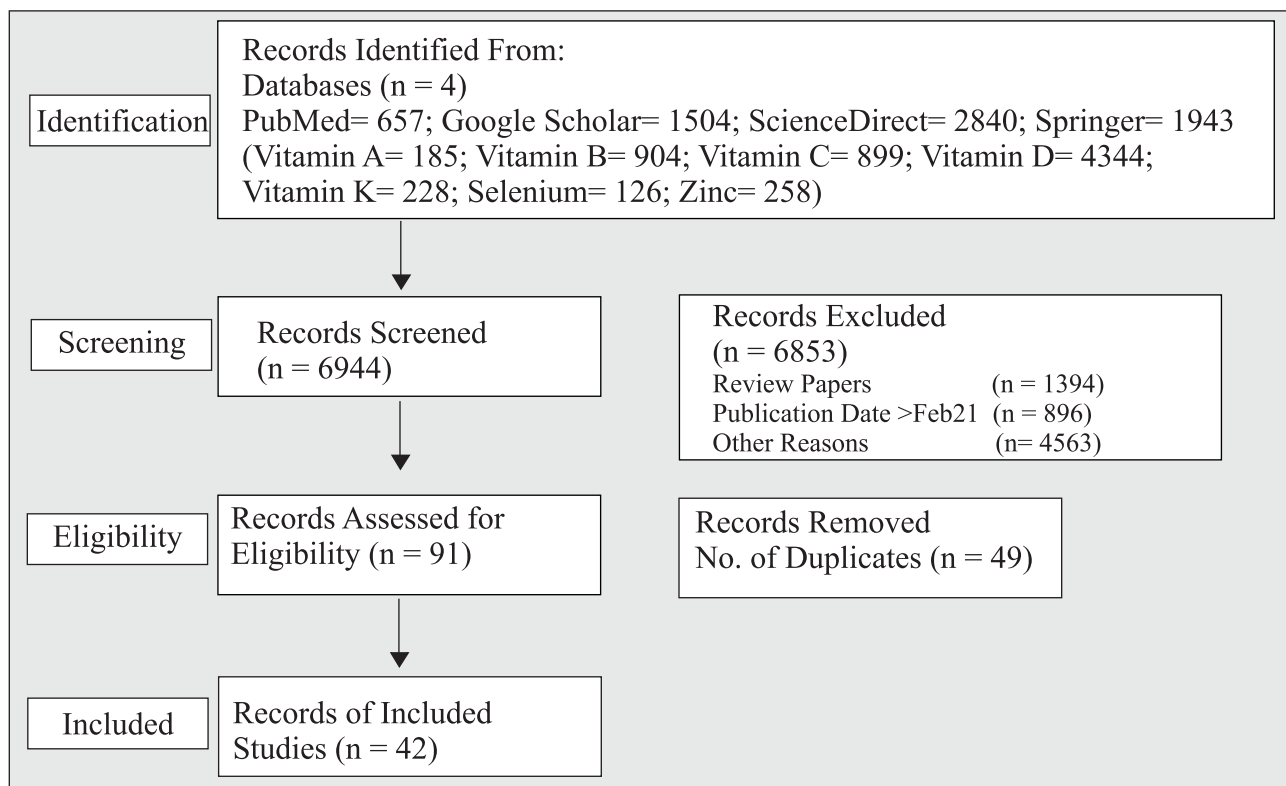 Identification
Records Identified From:
Databases (n = 4)
PubMed= 657; Google Scholar= 1504; ScienceDirect= 2840; Springer= 1943
(Vitamin A= 185; Vitamin B= 904; Vitamin C= 899; Vitamin D= 4344;
Vitamin K= 228; Selenium= 126; Zinc= 258)
Screening
Records Screened
(n = 6944)
Records Excluded
(n = 6853)
Review Papers (n = 1394)
Publication Date >Feb21 (n = 896)
Other Reasons (n= 4563)
Eligibility
Records Assessed for
Eligibility (n = 91)
Records Removed
No. of Duplicates (n = 49)
Included
Records of Included
Studies (n = 42)